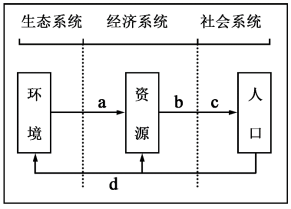 生态系统 经济系统 社会系统
环境 a 资源 b c 人口
d